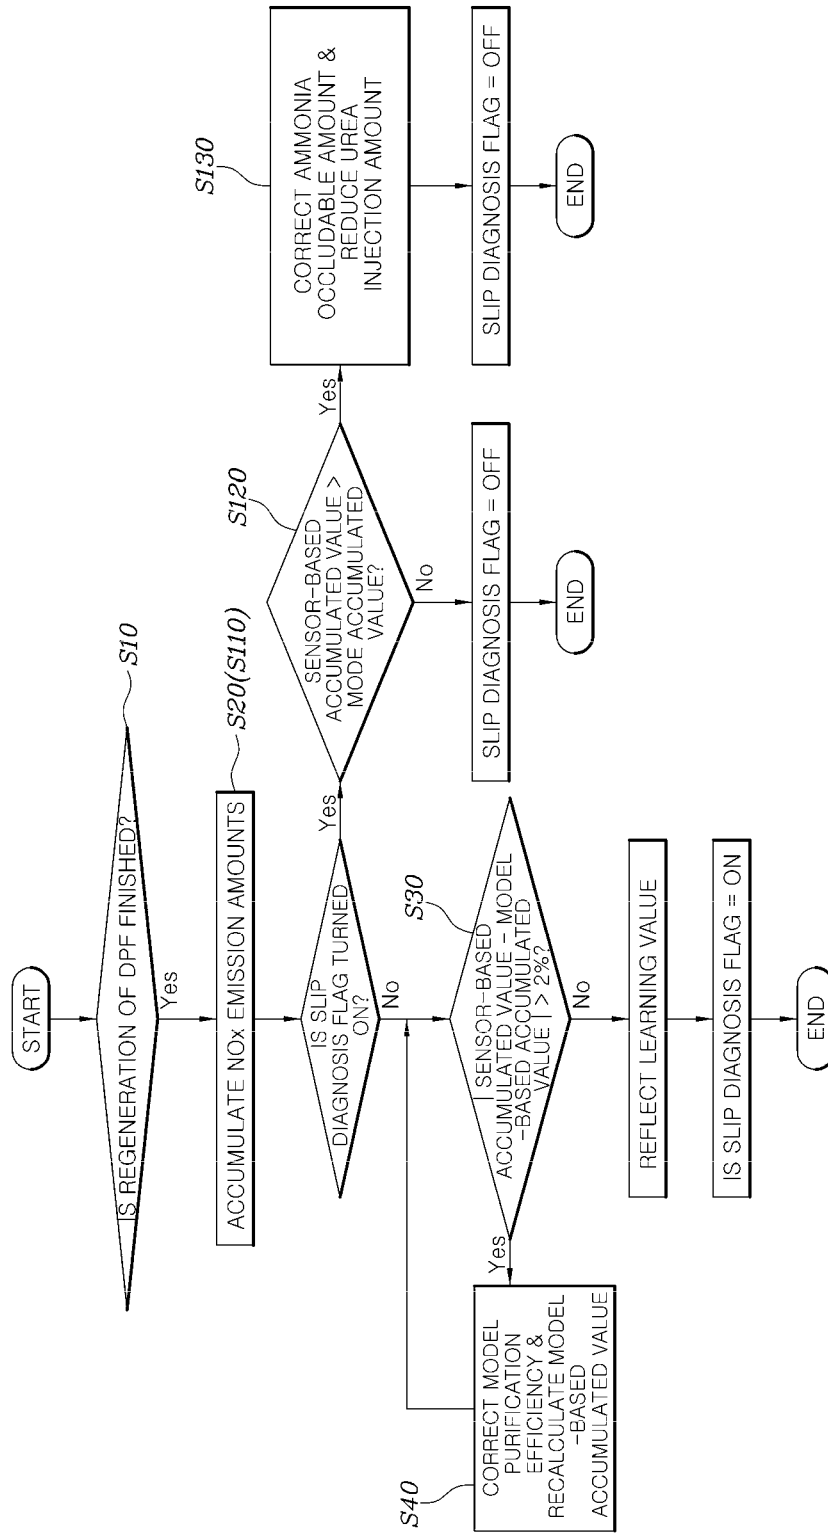 START
S10
IS REGENERATION OF DPF FINISHED?
Yes
S20(S110)
ACCUMULATE NOx EMISSION AMOUNTS
IS SLIP
DIAGNOSIS FLAG TURNED
ON?
Yes
No
S120
SENSOR-BASED
ACCUMULATED VALUE >
MODE ACCUMULATED
VALUE?
Yes
No
S130
CORRECT AMMONIA
OCCLUDABLE AMOUNT &
REDUCE UREA
INJECTION AMOUNT
SLIP DIAGNOSIS FLAG = OFF
END
SLIP DIAGNOSIS FLAG = OFF
END
S30
| SENSOR-BASED
ACCUMULATED VALUE - MODEL
-BASED ACCUMULATED
VALUE | > 2%?
Yes
No
S40
CORRECT MODEL
PURIFICATION
EFFICIENCY &
RECALCULATE MODEL
-BASED
ACCUMULATED VALUE
REFLECT LEARNING VALUE
IS SLIP DIAGNOSIS FLAG = ON
END